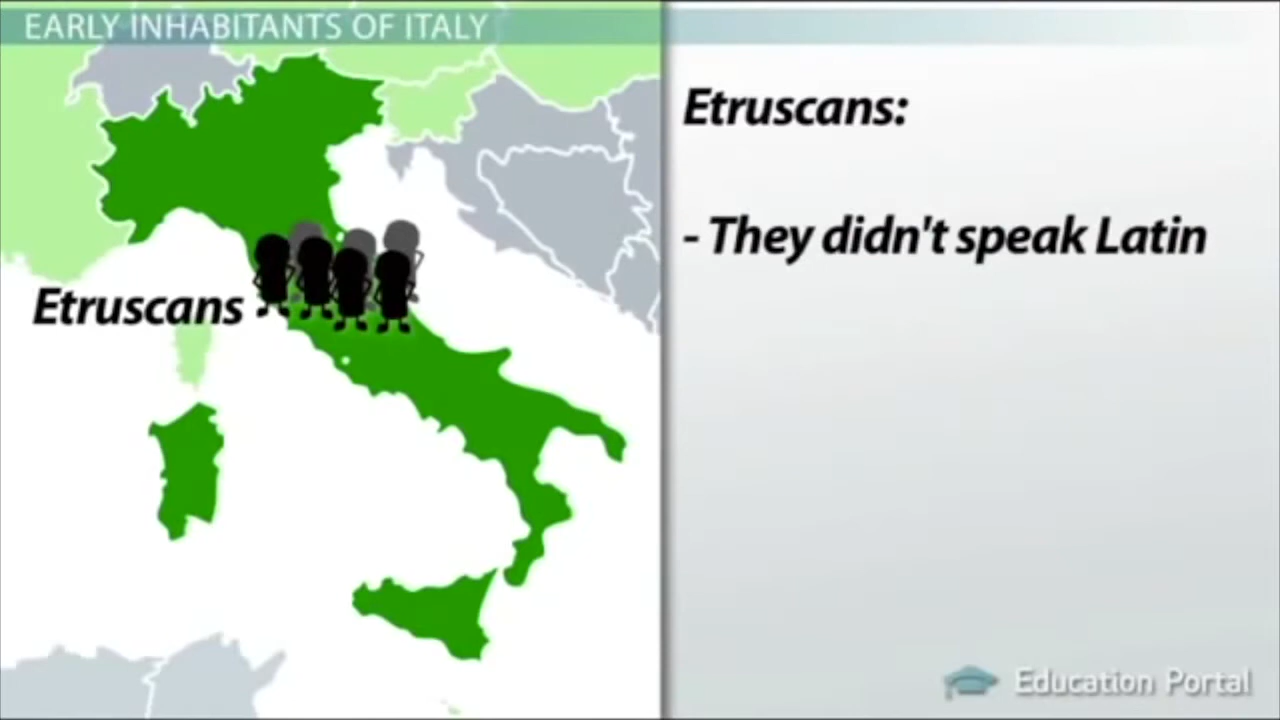 EARLY INHABITANTS OF ITALY
Etruscans
Etruscans:
- They didn't speak Latin
Education Portal